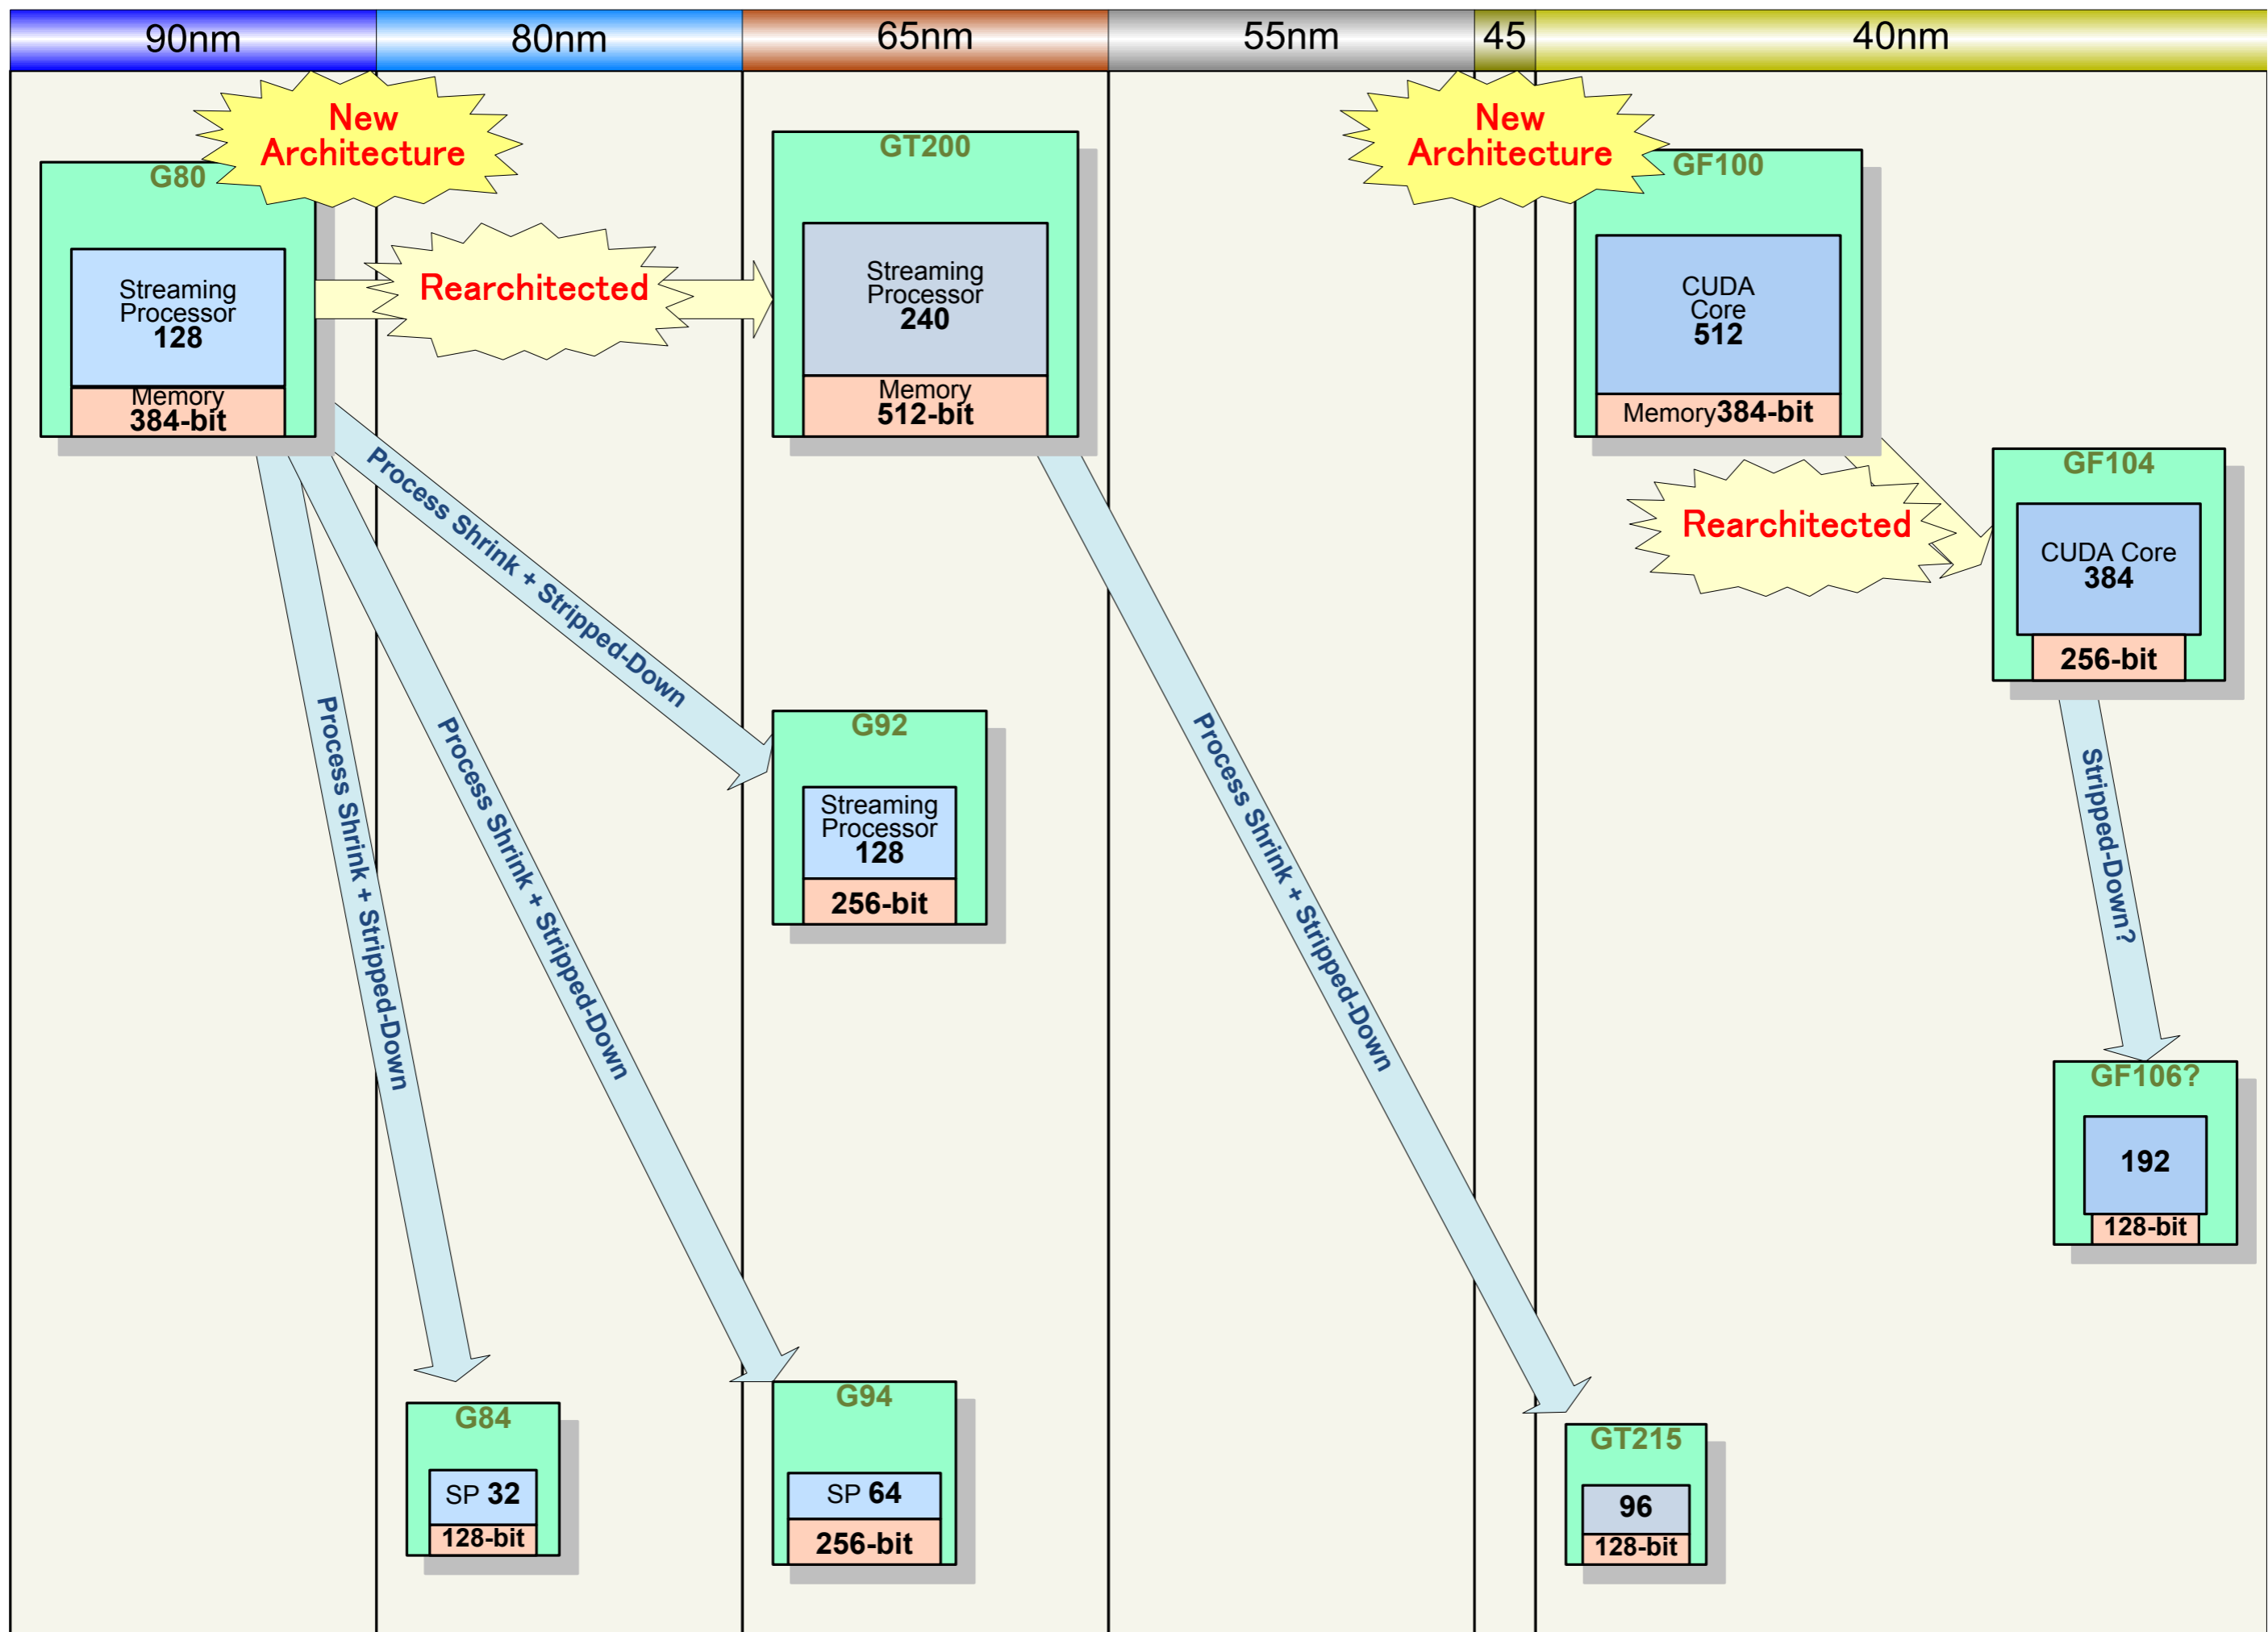 90nm
80nm
65nm
55nm
45
40nm
New
Architecture
G80
Streaming
Processor
128
Memory
384-bit
Rearchitected
GT200
Streaming
Processor
240
Memory
512-bit
New
Architecture
GF100
CUDA
Core
512
Memory384-bit
Rearchitected
GF104
CUDA Core
384
256-bit
Process Shrink + Stripped-Down
Process Shrink + Stripped-Down
Process Shrink + Stripped-Down
Process Shrink + Stripped-Down
Stripped-Down?
G92
Streaming
Processor
128
256-bit
GF106?
192
128-bit
G84
SP 32
128-bit
G94
SP 64
256-bit
GT215
96
128-bit